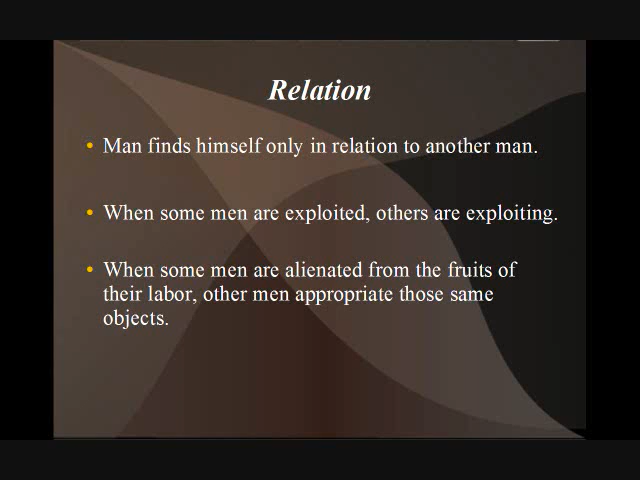 Relation
• Man finds himself only in relation to another man.
• When some men are exploited, others are exploiting.
• When some men are alienated from the fruits of
their labor, other men appropriate those same
objects.